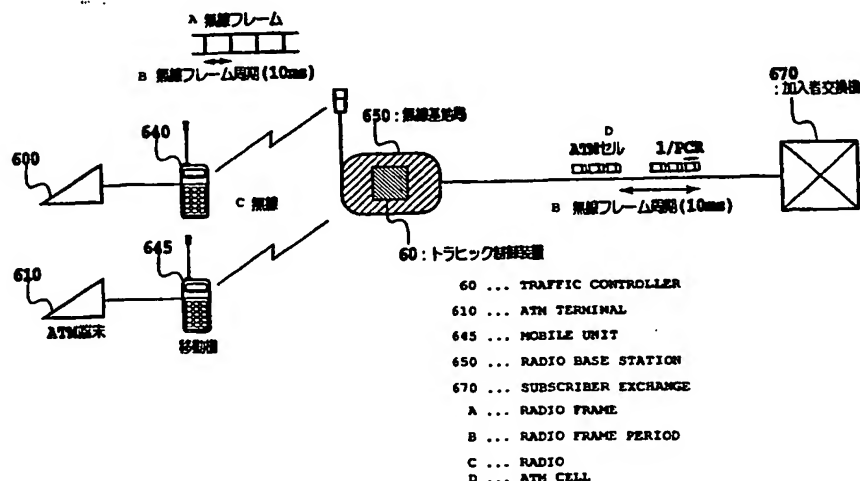 A 無線フレーム
B 無線フレーム周期(10ms)
670
:加入者交換機
640
650:無線基地局
D
ATMセル
1/PCR
600
C 無線
B 無線フレーム周期(10ms)
60:トラヒック制御装置
645
610
ATM端末
移動機
60 ... TRAFFIC CONTROLLER
610 ... ATM TERMINAL
645 ... MOBILE UNIT
650 ... RADIO BASE STATION
670 ... SUBSCRIBER EXCHANGE
A ... RADIO FRAME
B ... RADIO FRAME PERIOD
C ... RADIO
D ... ATM CELL